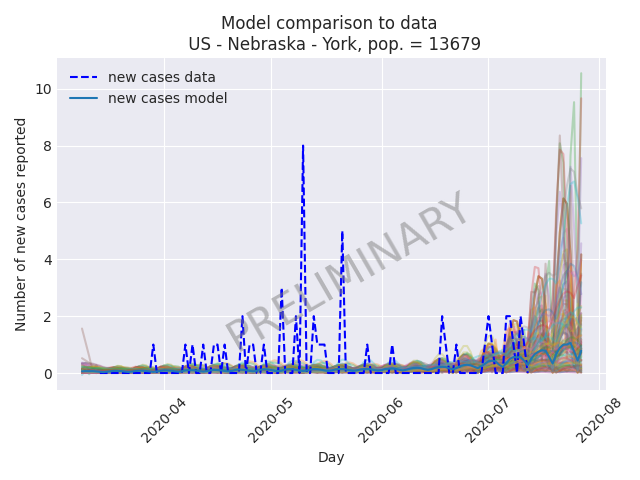 Model comparison to data
US - Nebraska - York, pop. = 13679
new cases data
new cases model
Number of new cases reported
10
8
6
4
2
0
PRELIMINARY
2020-04
2020-05
2020-06
2020-07
2020-08
Day